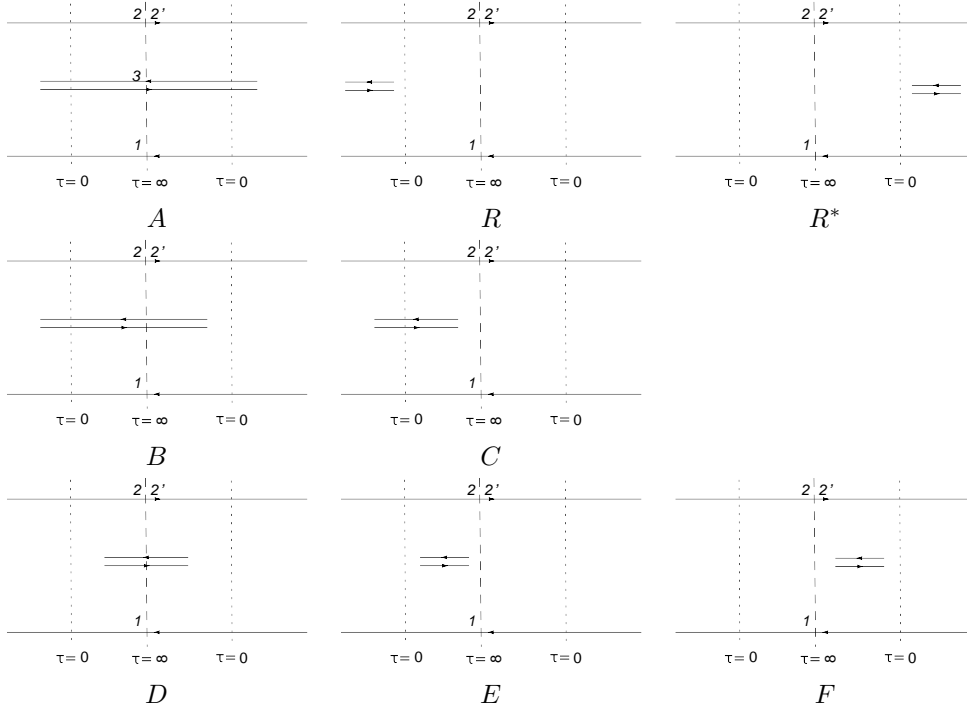 2 2' 2 2' 2 2'
3
1 1 1
τ= 0 τ= ∞ τ= 0 τ= 0 τ= ∞ τ= 0 τ= 0 τ= ∞ τ= 0
A R R*
2 2' 2 2'
1 1
τ= 0 τ= ∞ τ= 0 τ= 0 τ= ∞ τ= 0
B C
2 2' 2 2' 2 2'
1 1 1
τ= 0 τ= ∞ τ= 0 τ= 0 τ= ∞ τ= 0 τ= 0 τ= ∞ τ= 0
D E F